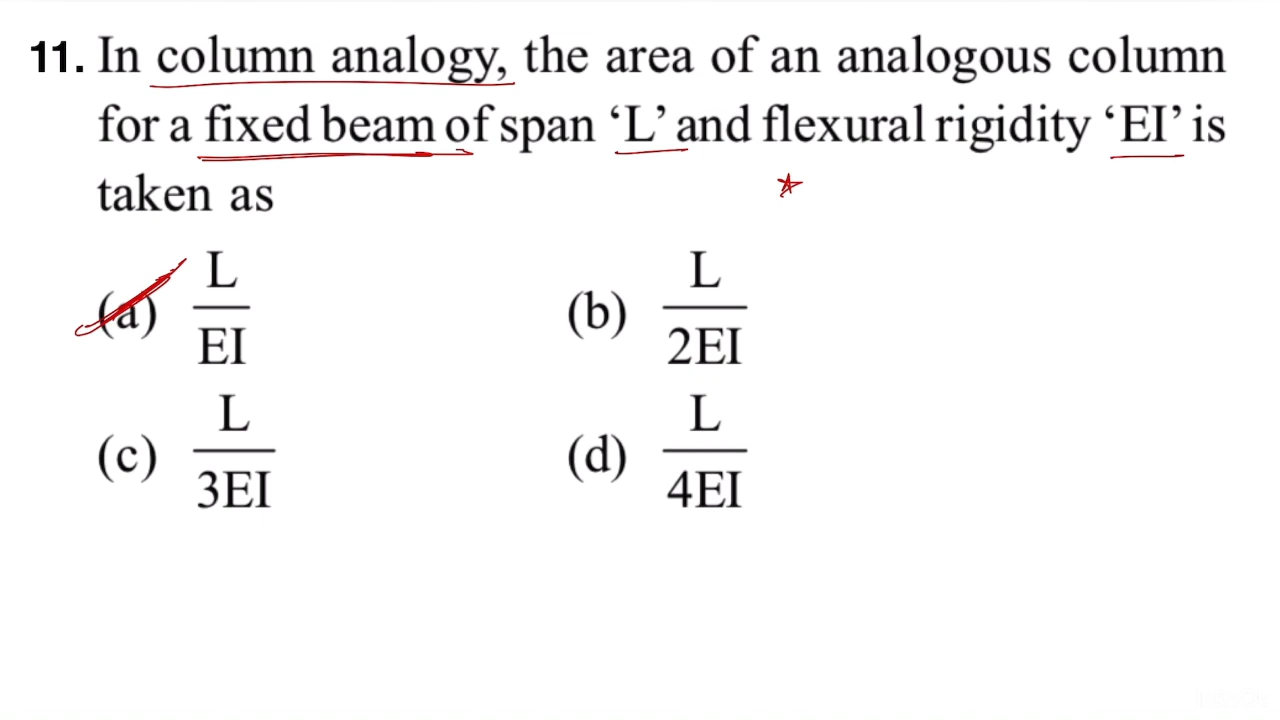 11. In column analogy, the area of an analogous column
for a fixed beam of span ‘L’ and flexural rigidity ‘EI’ is
taken as
(a) L/EI (b) L/2EI
(c) L/3EI (d) L/4EI